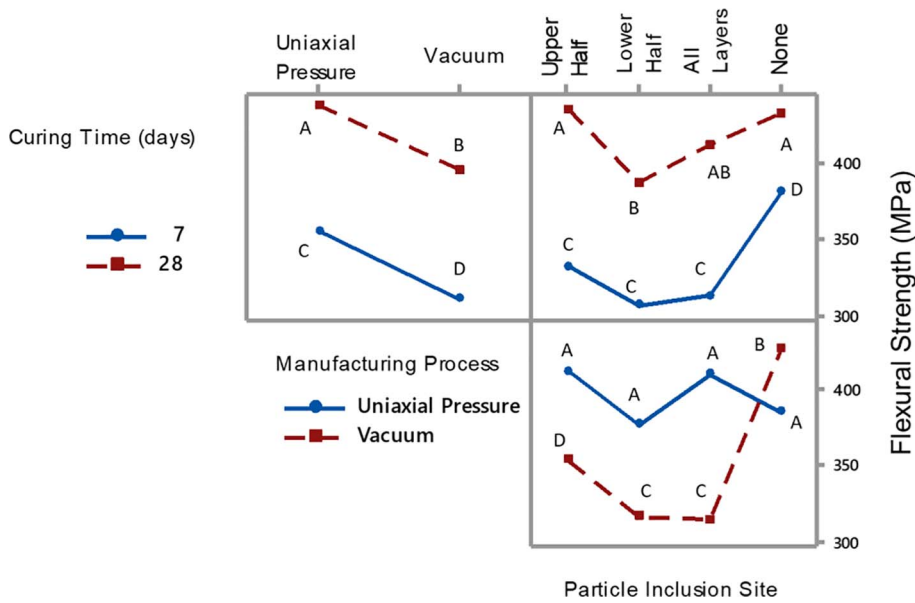 Uniaxial
Pressure
Vacuum
Upper
Half
Lower
Half
All
Layers
None
Curing Time (days)
7
28
A
B
C
D
A
B
AB
A
C
C
C
D
400
350
300
Manufacturing Process
Uniaxial Pressure
Vacuum
A
A
A
B
A
D
C
C
400
350
300
Flexural Strength (MPa)
Particle Inclusion Site